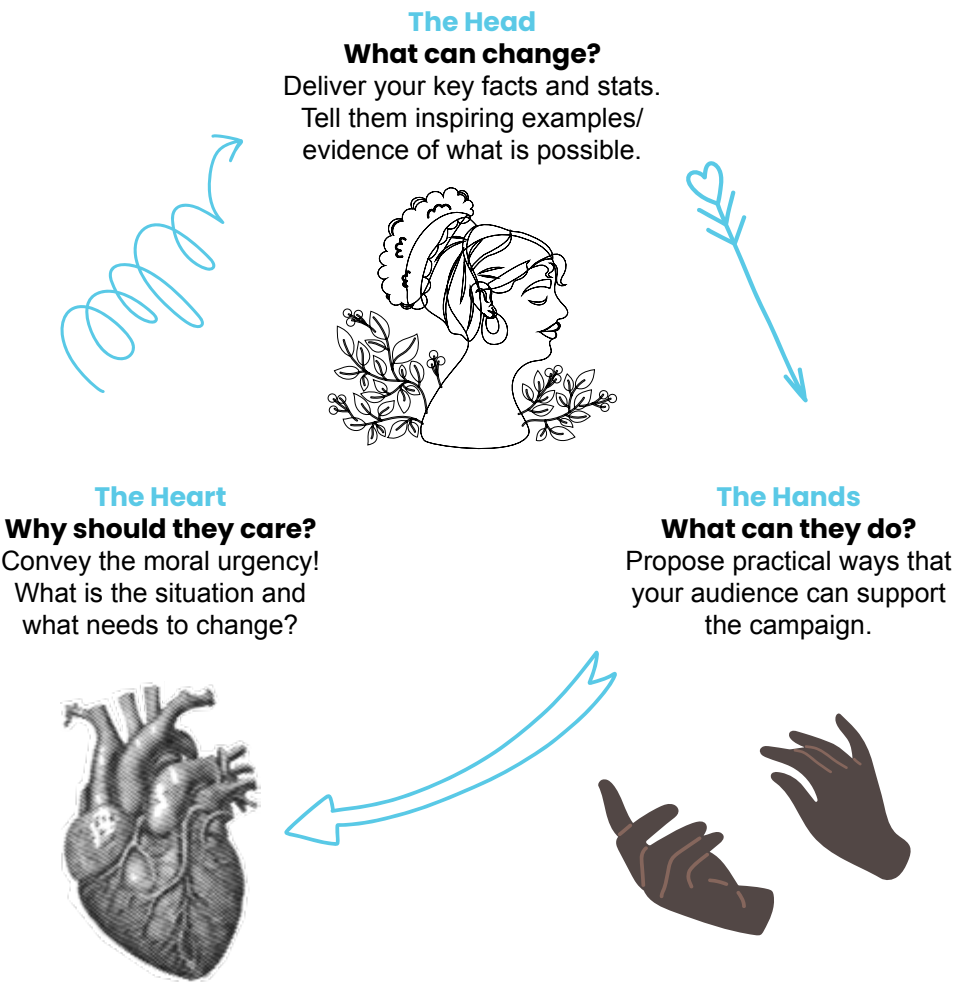 The Head
What can change?
Deliver your key facts and stats.
Tell them inspiring examples/
evidence of what is possible.
The Heart
Why should they care?
Convey the moral urgency!
What is the situation and
what needs to change?
The Hands
What can they do?
Propose practical ways that
your audience can support
the campaign.